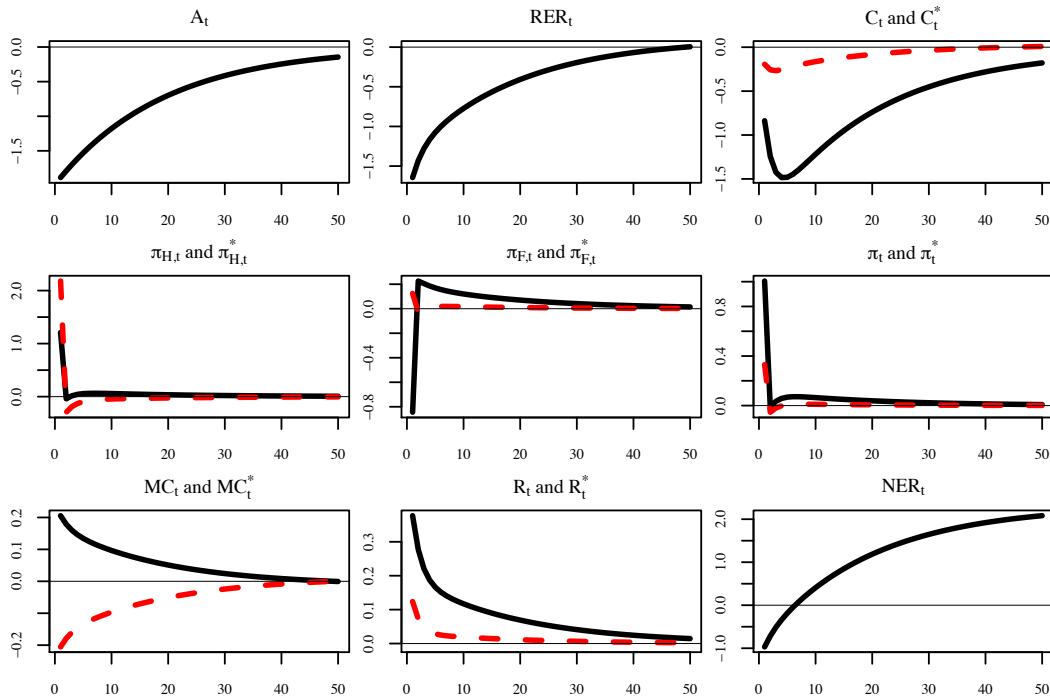 A_t
0.0
−0.5
−1.5
0 10 20 30 40 50
RER_t
0.0
−0.5
−1.0
−1.5
0 10 20 30 40 50
C_t and C_t^*
0.0
−0.5
−1.0
−1.5
0 10 20 30 40 50
π_{H,t} and π_{H,t}^*
2.0
1.0
0.0
0 10 20 30 40 50
π_{F,t} and π_{F,t}^*
0.0
−0.4
−0.8
0 10 20 30 40 50
π_t and π_t^*
0.8
0.4
0.0
0 10 20 30 40 50
MC_t and MC_t^*
0.2
0.1
0.0
−0.2
0 10 20 30 40 50
R_t and R_t^*
0.3
0.2
0.1
0.0
0 10 20 30 40 50
NER_t
2.0
1.0
0.0
−1.0
0 10 20 30 40 50